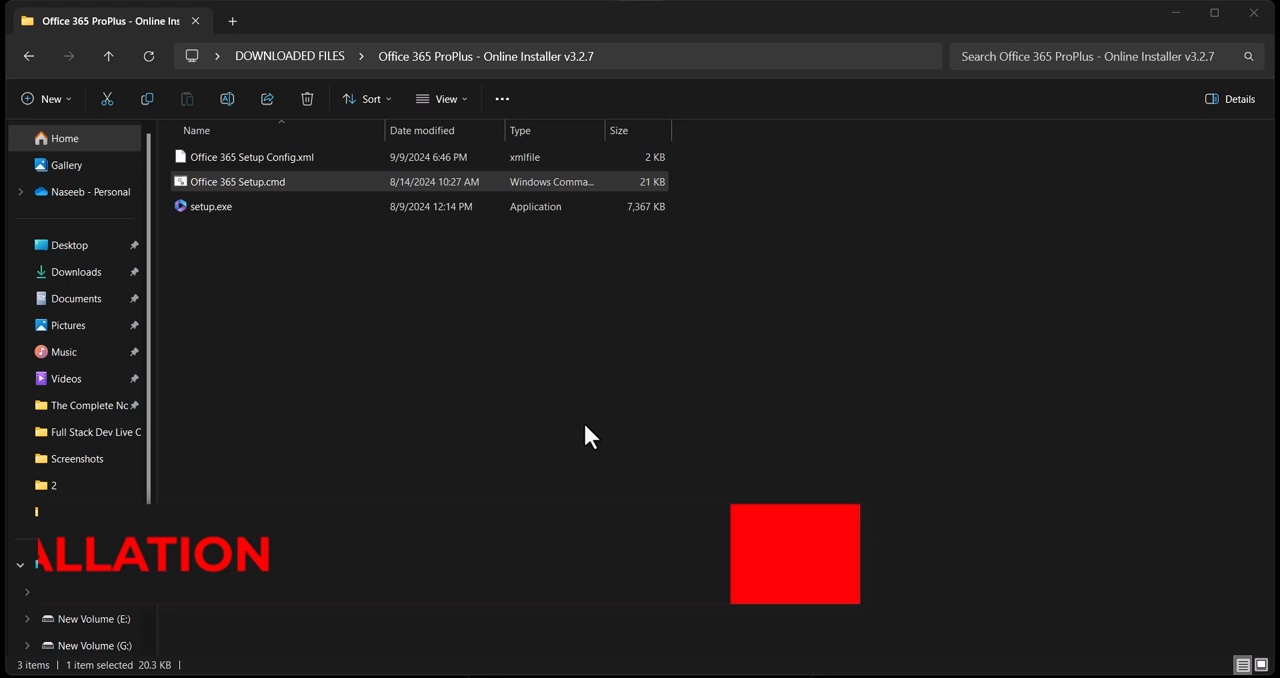 Office 365 ProPlus - Online Ins
DOWNLOADED FILES > Office 365 ProPlus - Online Installer v3.2.7
Search Office 365 ProPlus - Online Installer v3.2.7
New
Sort
View
Details
Home
Gallery
Naseeb - Personal
Desktop
Downloads
Documents
Pictures
Music
Videos
The Complete Nc
Full Stack Dev Live C
Screenshots
2
Name Date modified Type Size
Office 365 Setup Config.xml 9/9/2024 6:46 PM xmlfile 2 KB
Office 365 Setup.cmd 8/14/2024 10:27 AM Windows Comma... 21 KB
setup.exe 8/9/2024 12:14 PM Application 7,367 KB
ALLATION
New Volume (E:)
New Volume (G:)
3 items 1 item selected 20.3 KB